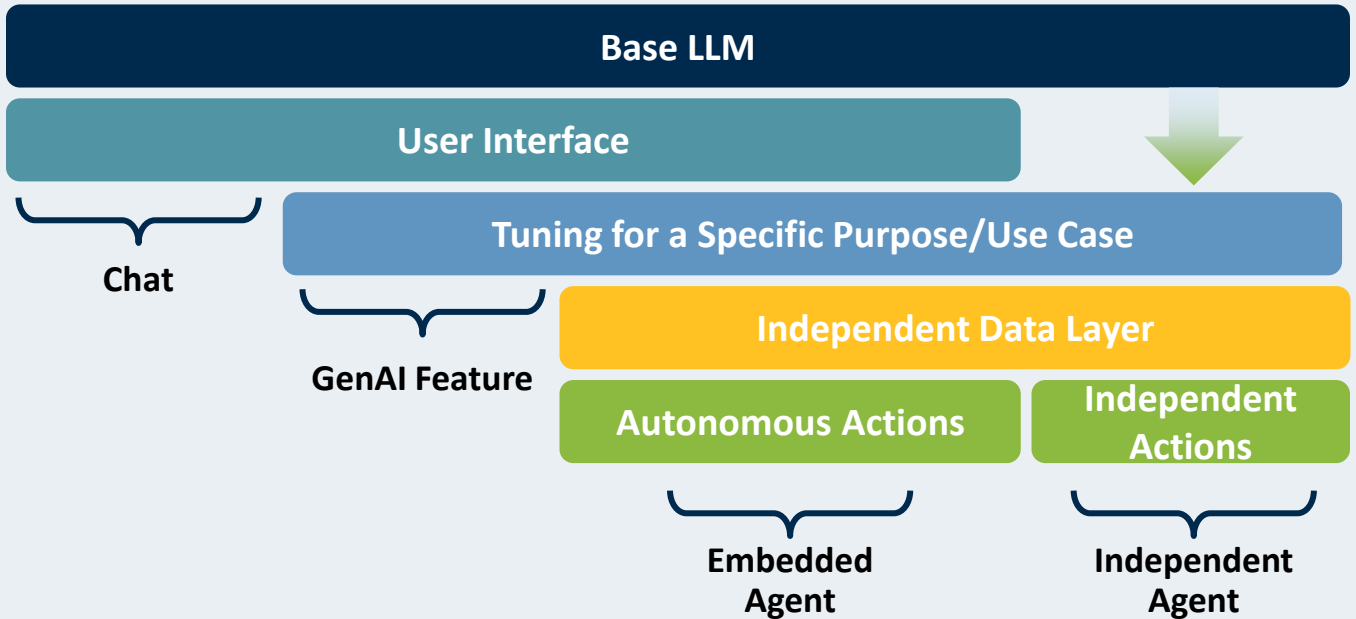 Base LLM
User Interface
Tuning for a Specific Purpose/Use Case
Chat
Independent Data Layer
GenAI Feature
Autonomous Actions
Independent
Actions
Embedded
Agent
Independent
Agent